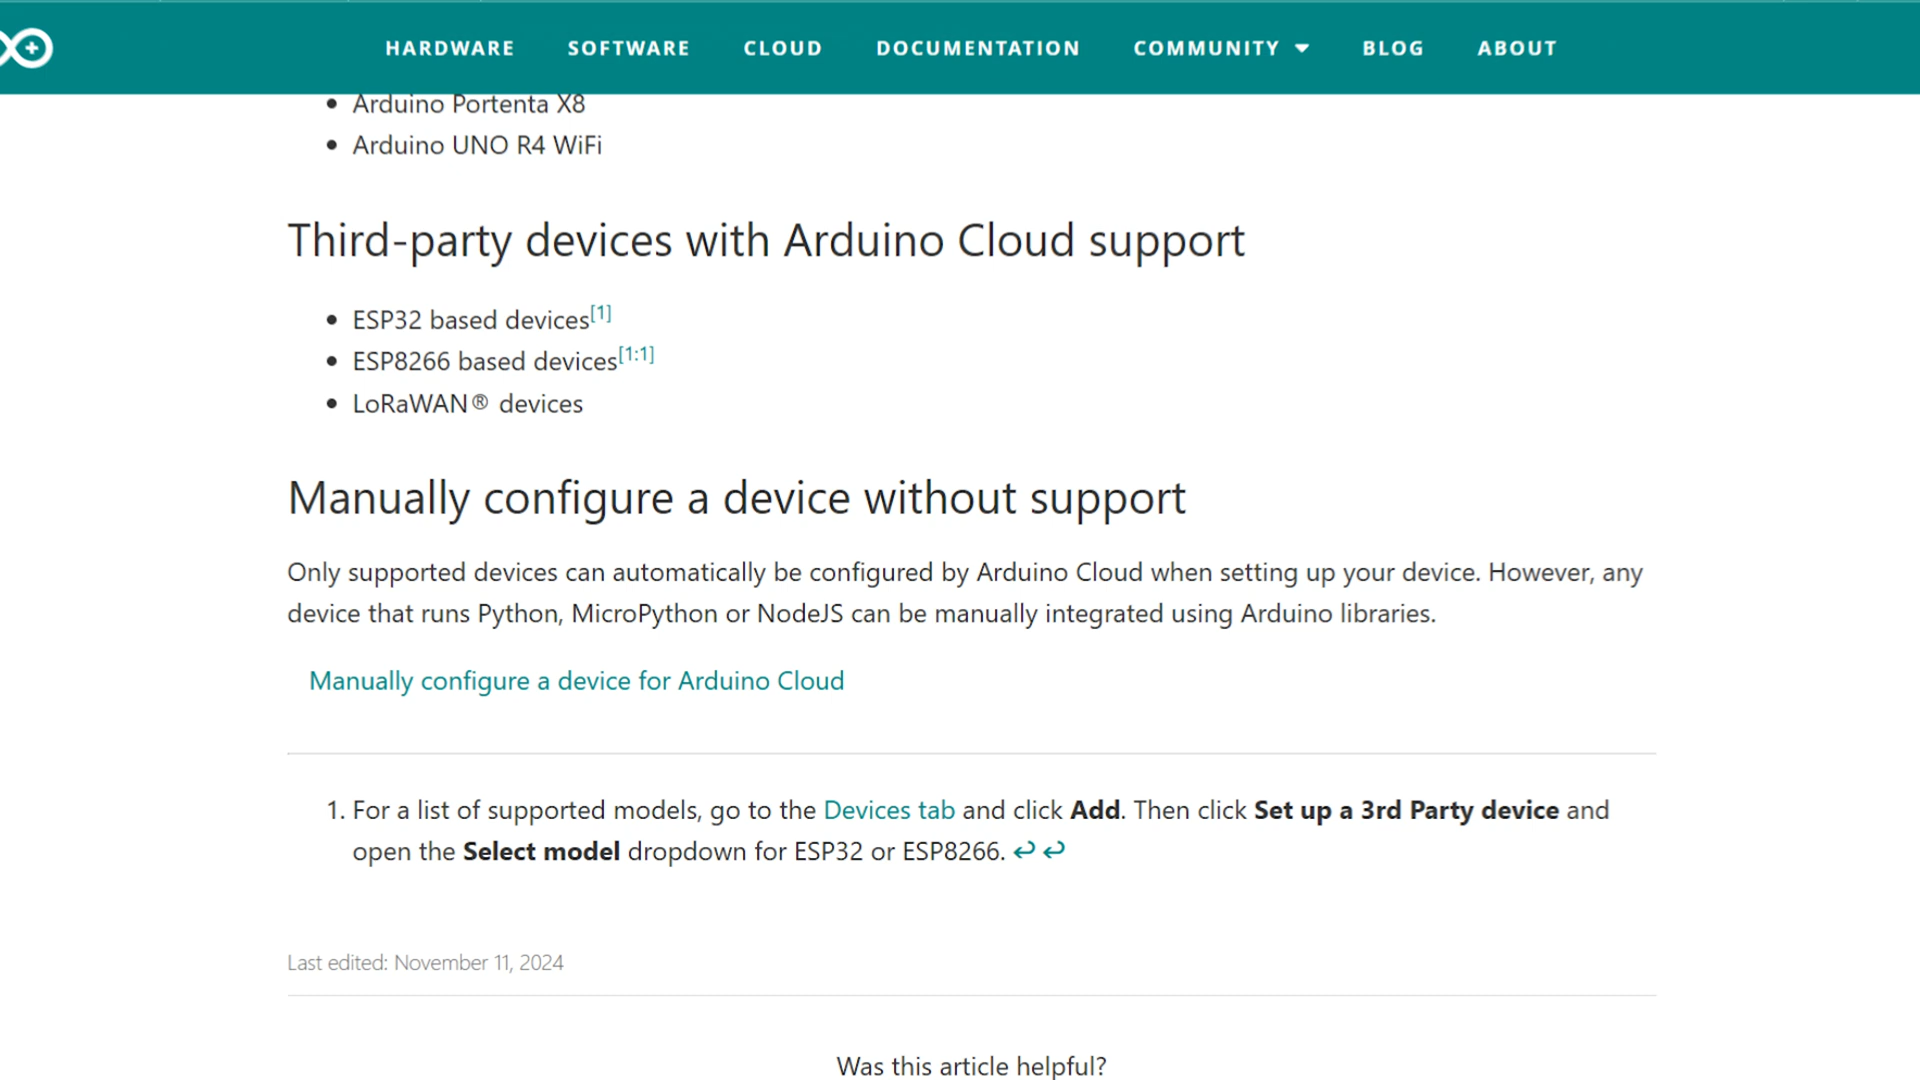 HARDWARE SOFTWARE CLOUD DOCUMENTATION COMMUNITY BLOG ABOUT
Arduino Portenta X8
Arduino UNO R4 WiFi
Third-party devices with Arduino Cloud support
ESP32 based devices[1]
ESP8266 based devices[1:1]
LoRaWAN® devices
Manually configure a device without support
Only supported devices can automatically be configured by Arduino Cloud when setting up your device. However, any
device that runs Python, MicroPython or NodeJS can be manually integrated using Arduino libraries.
Manually configure a device for Arduino Cloud
1. For a list of supported models, go to the Devices tab and click Add. Then click Set up a 3rd Party device and
open the Select model dropdown for ESP32 or ESP8266. ↩ ↩
Last edited: November 11, 2024
Was this article helpful?